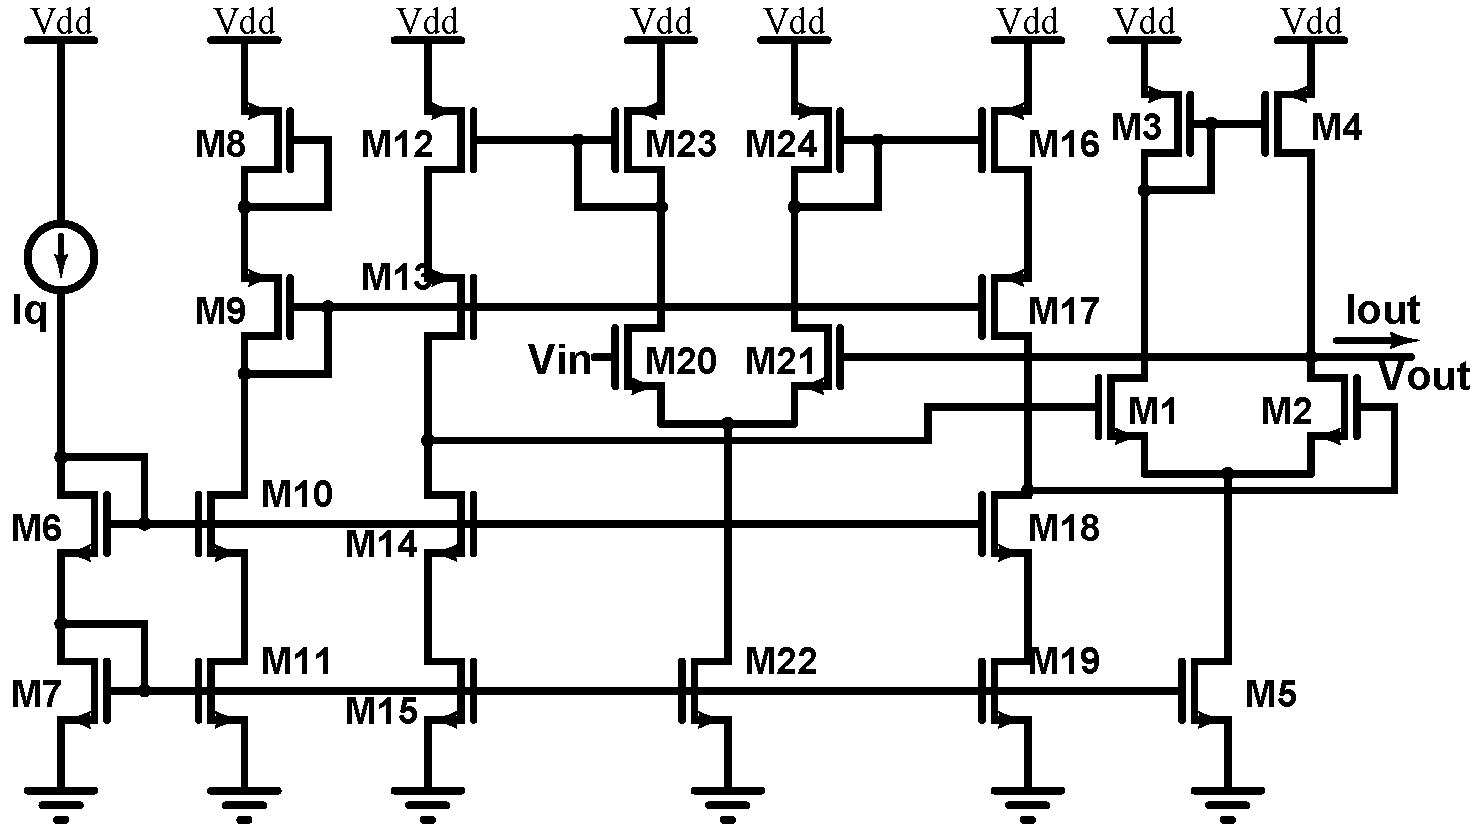 Vdd Vdd Vdd Vdd Vdd Vdd Vdd Vdd
M8 M12 M23 M24 M16 M3 M4
Iq M9 M13 M17 Iout
Vin M20 M21 Vout
M1 M2
M6 M10 M14 M18
M7 M11 M15 M22 M19 M5